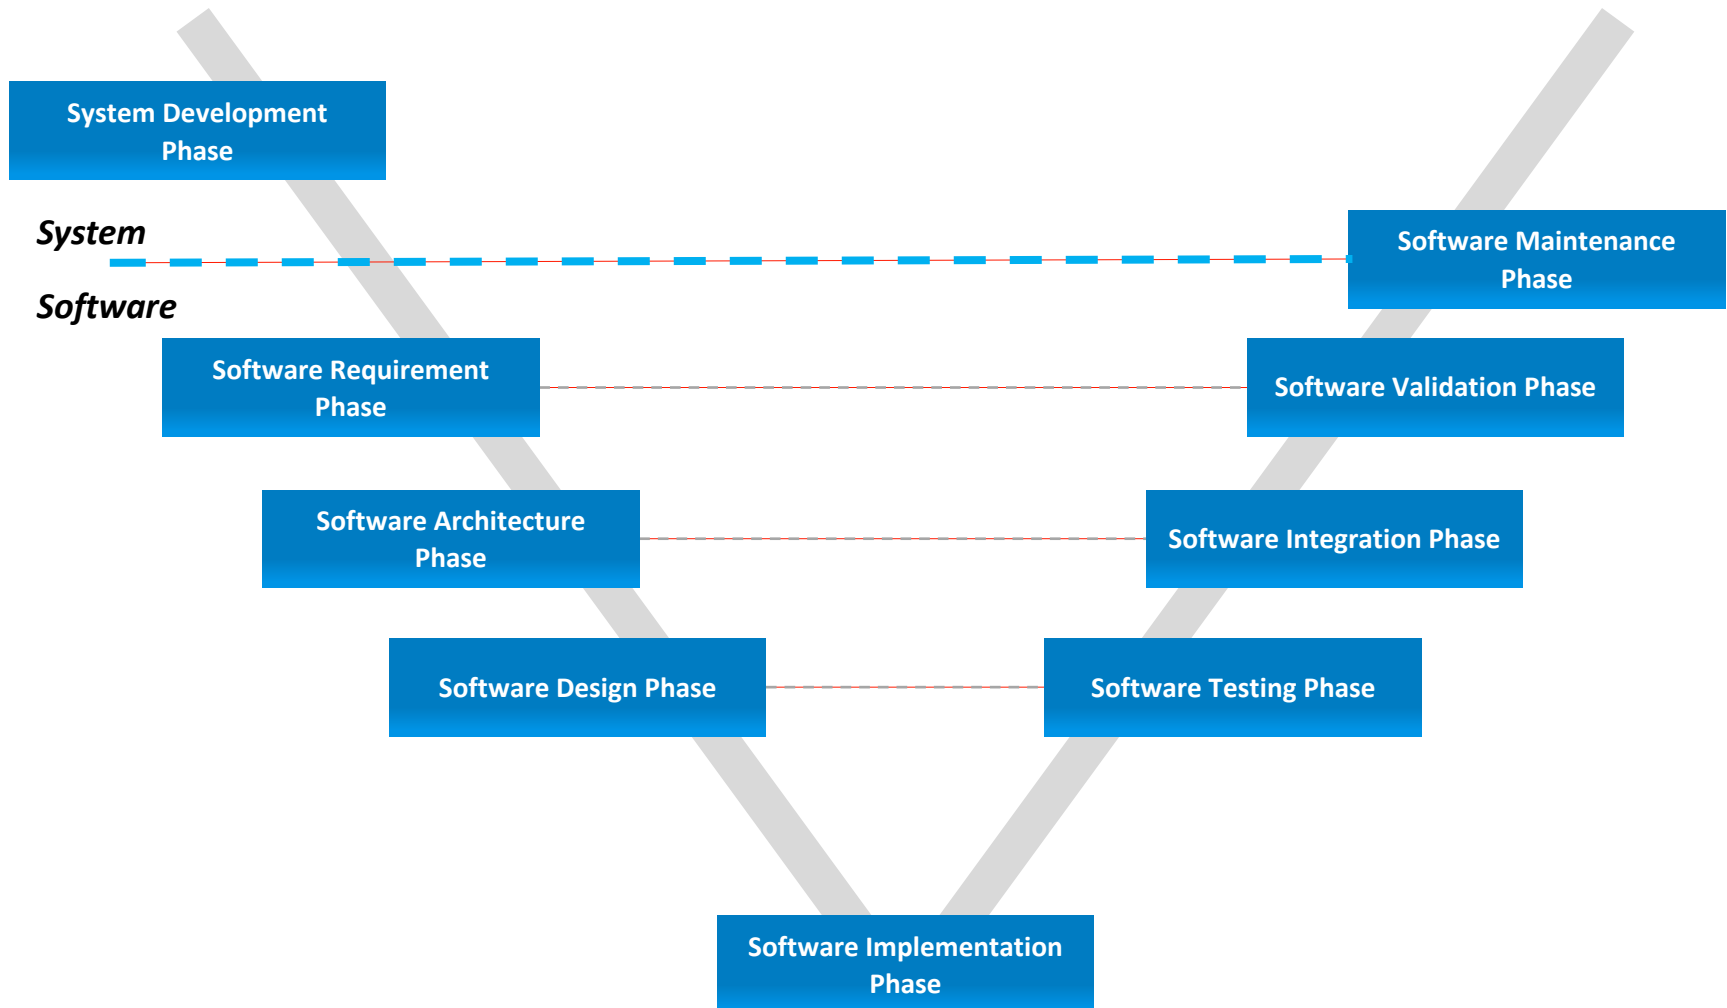 System Development
Phase
System
Software Maintenance
Phase
Software
Software Requirement
Phase
Software Validation Phase
Software Architecture
Phase
Software Integration Phase
Software Design Phase
Software Testing Phase
Software Implementation
Phase